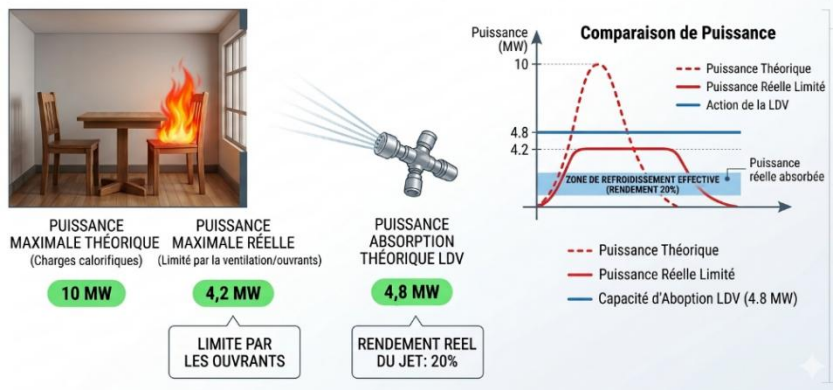 PUISSANCE
MAXIMALE THÉORIQUE
(Charges calorifiques)
10 MW
PUISSANCE
MAXIMALE RÉELLE
(Limité par la ventilation/ouvrants)
4,2 MW
LIMITE PAR
LES OUVRANTS
PUISSANCE
ABSORPTION
THÉORIQUE LDV
4,8 MW
RENDEMENT REEL
DU JET: 20%
Comparaison de Puissance
Puissance
(MW)
10
4.8
4.2
Puissance Théorique
Puissance Réelle Limité
Action de la LDV
ZONE DE REFROIDISSEMENT EFFECTIVE
(RENDEMENT 20%)
Puissance
réelle absorbée
Puissance Théorique
Puissance Réelle Limité
Capacité d'Aboption LDV (4.8 MW)